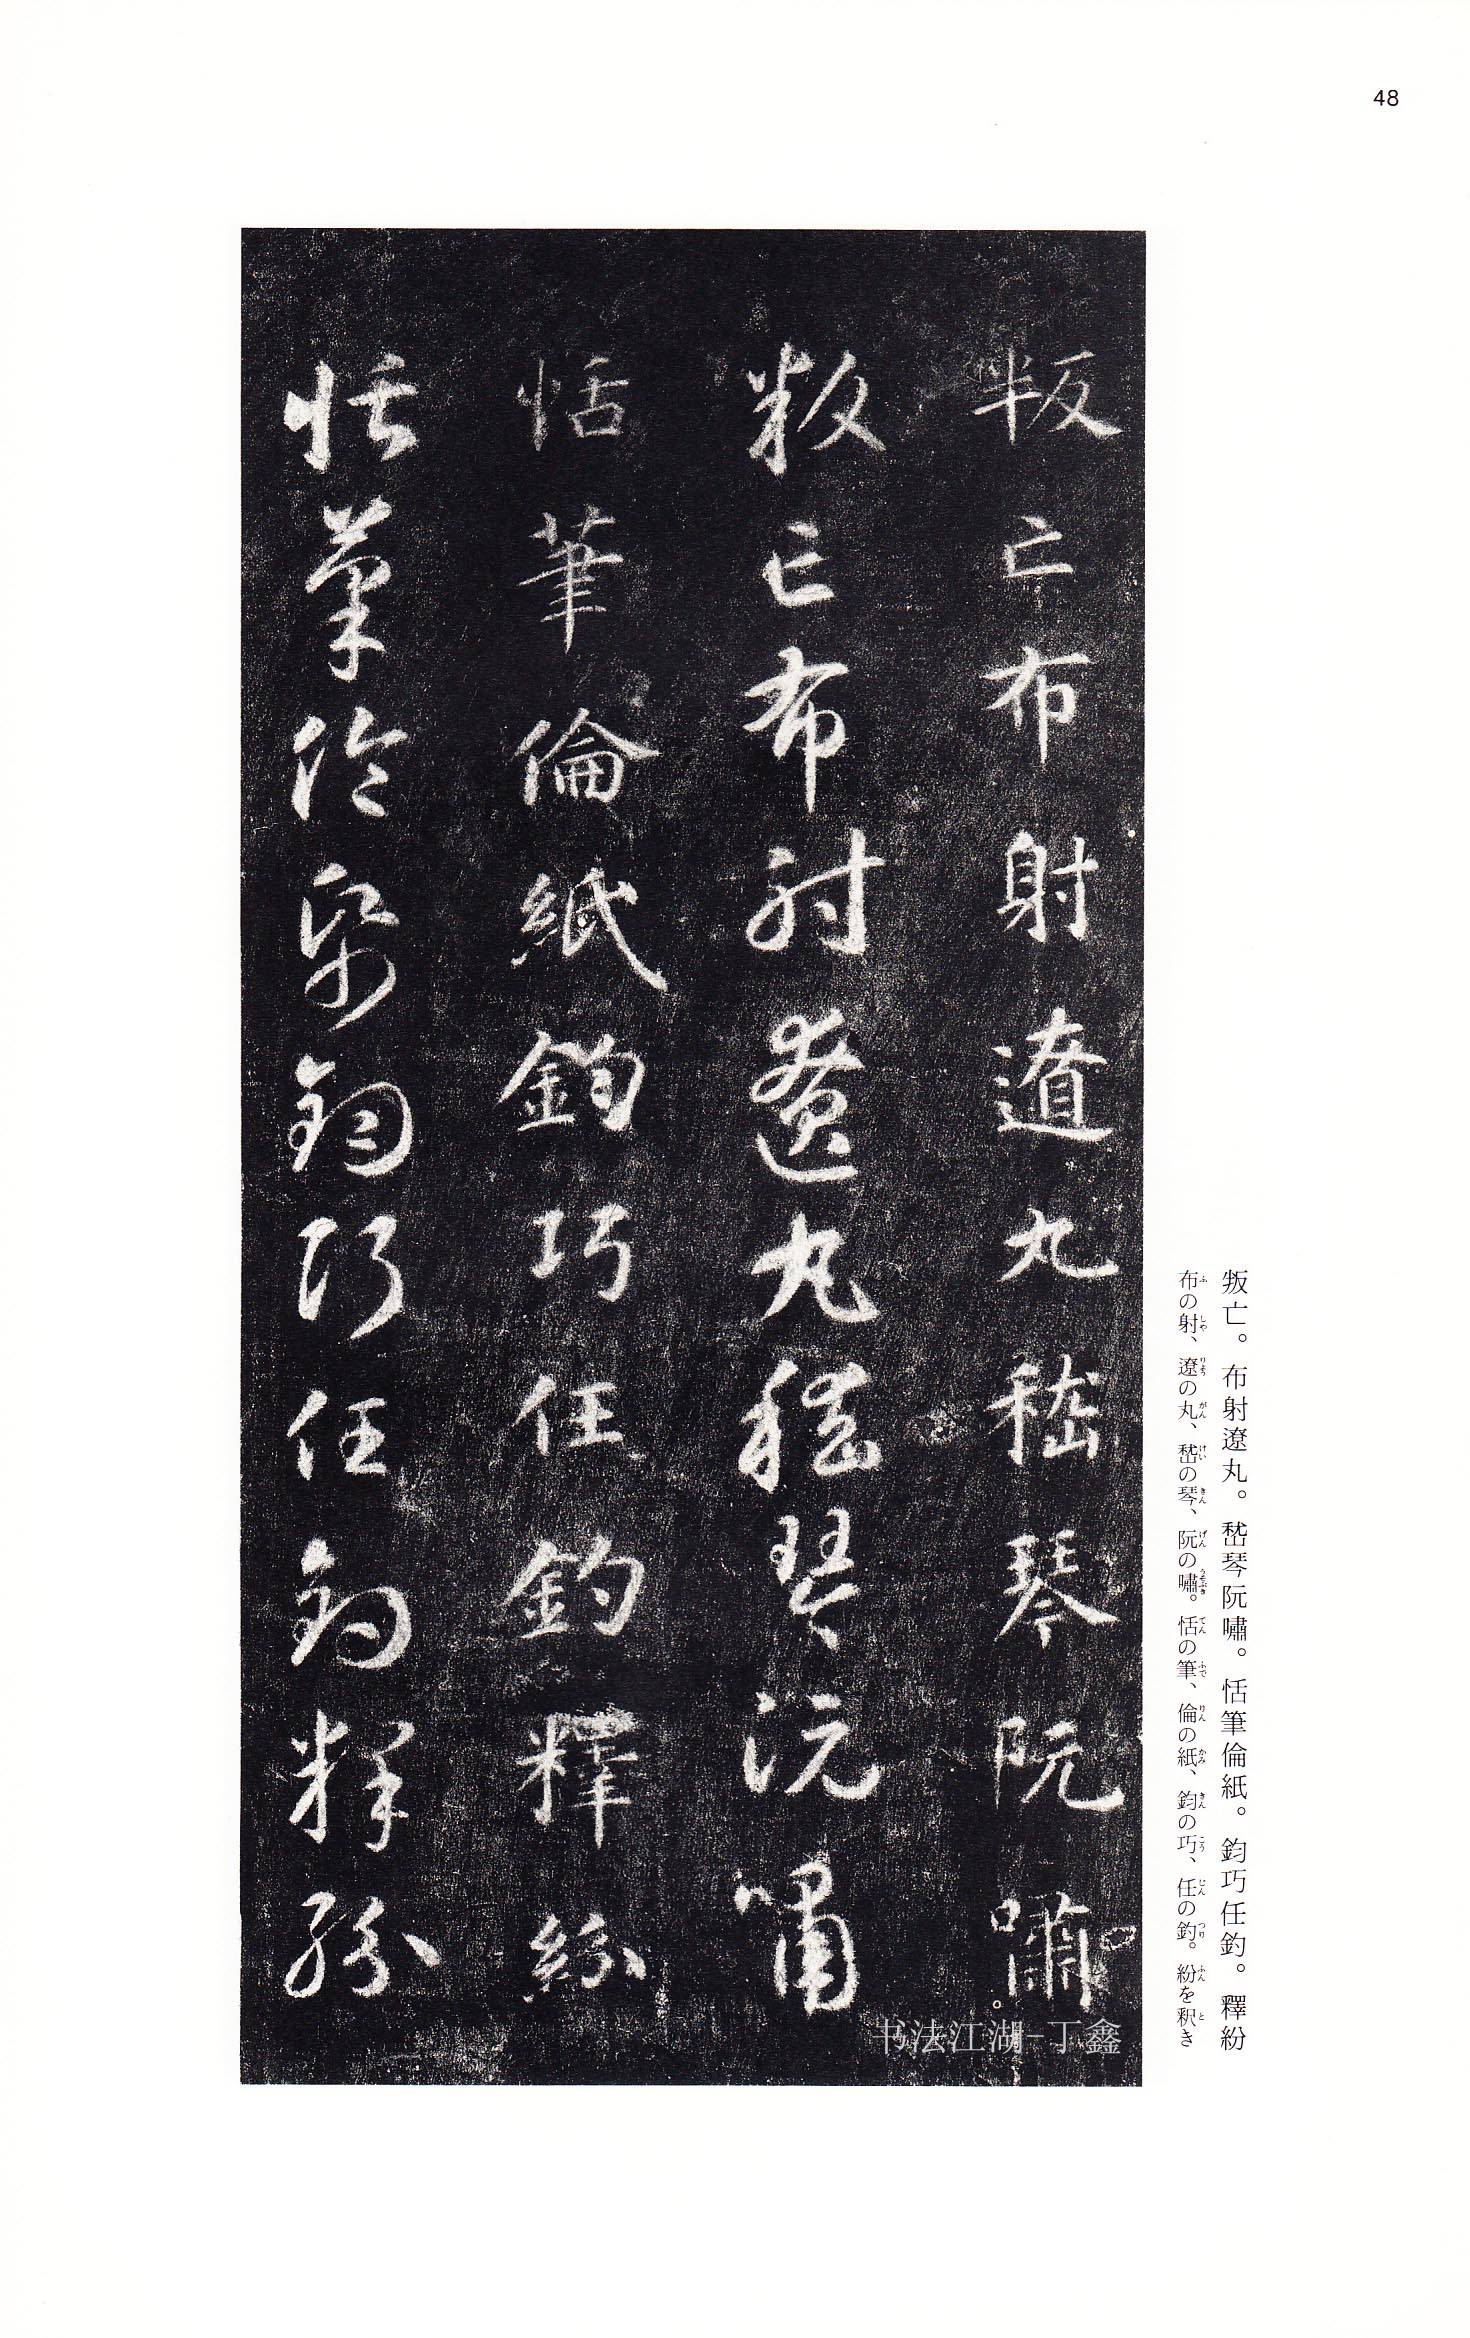 48
叛亡。布射遼丸。嵆琴阮嘯。恬筆倫紙。鈞巧任釣。釋紛
布の射、遼の丸、嵆の琴、阮の嘯。恬の筆、倫の紙、鈞の巧、任の釣。紛を釈き
叛亡布射遼丸嵇琴阮嘯
叛亡布射遼丸嵇琴阮嘯
恬筆倫紙鈞巧任釣釋紛
恬筆倫紙鈞巧任釣釋紛
书法江湖-丁鑫